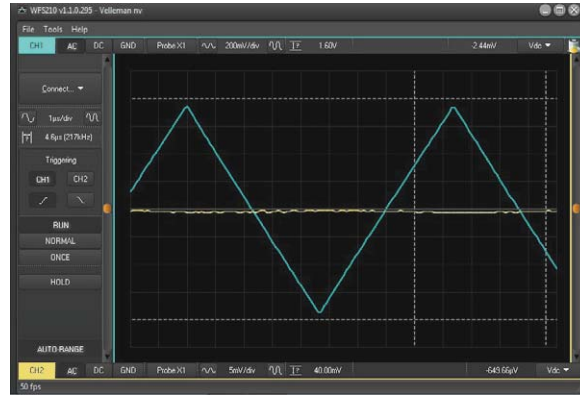 WFS210 v1.1.0.295 - Velleman nv
File Tools Help
CH1 AC DC GND Probe X1 200mV/div 1.60V -2.44mV Vdc
Connect...
1µs/div
4.6µs (217kHz)
Triggering
CH1 CH2
RUN
NORMAL
ONCE
HOLD
AUTO-RANGE
CH2 AC DC GND Probe X1 5mV/div 40.00mV -649.66µV Vdc
50 fps